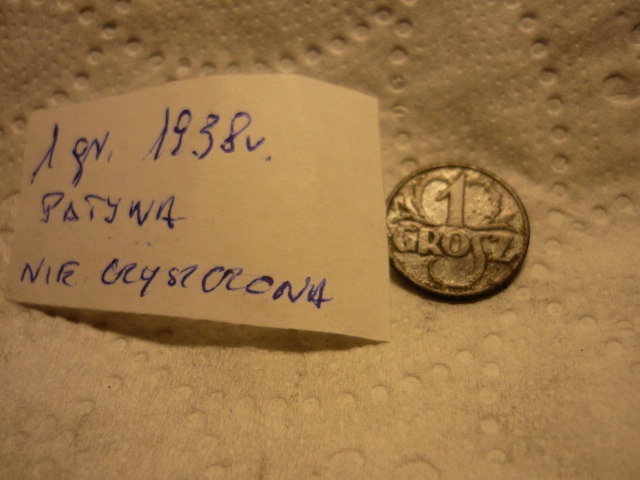 1 gr. 1938r.
PATYNA
NIE CZYSZCZONA
1
GROSZ